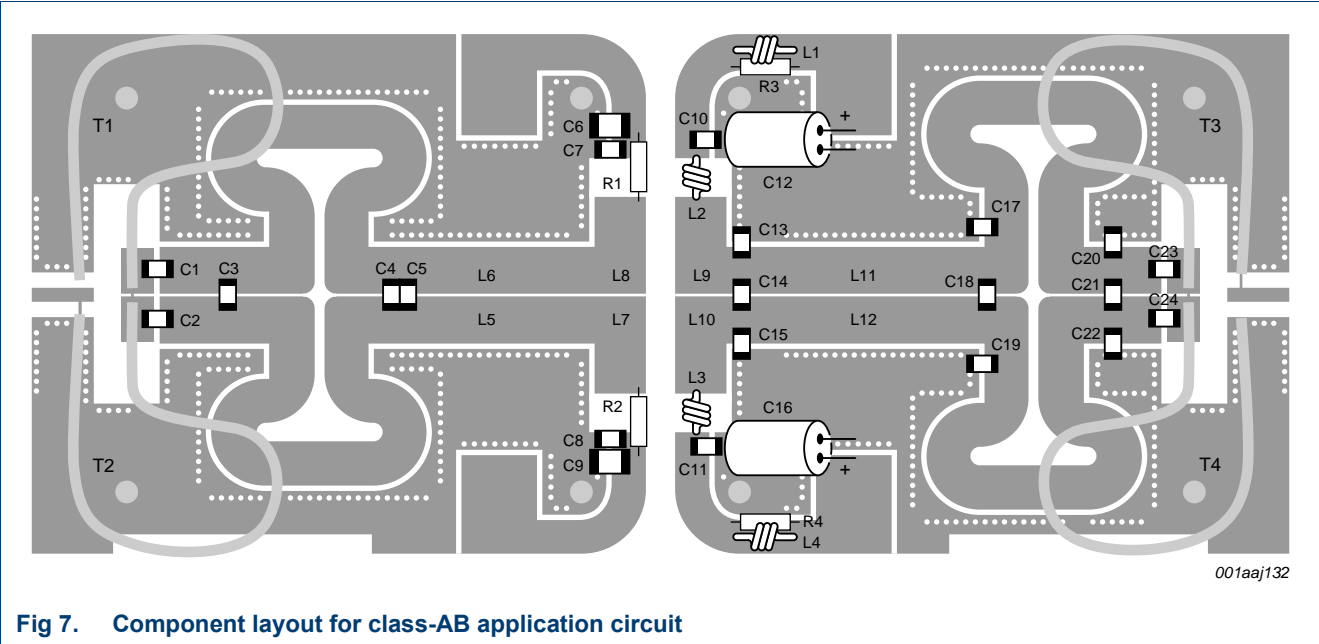 L1
R3
T1
C6
C7
R1
C10
+
C12
L2
T3
C13
C17
C1
C3
C4 C5
L6
L8
L9
C14
L11
C18
C20
C23
C21
C24
C2
L5
L7
L10
L12
C15
C19
C22
L3
R2
C8
C9
C16
C11
+
T2
T4
R4
L4
001aaj132
Fig 7. Component layout for class-AB application circuit